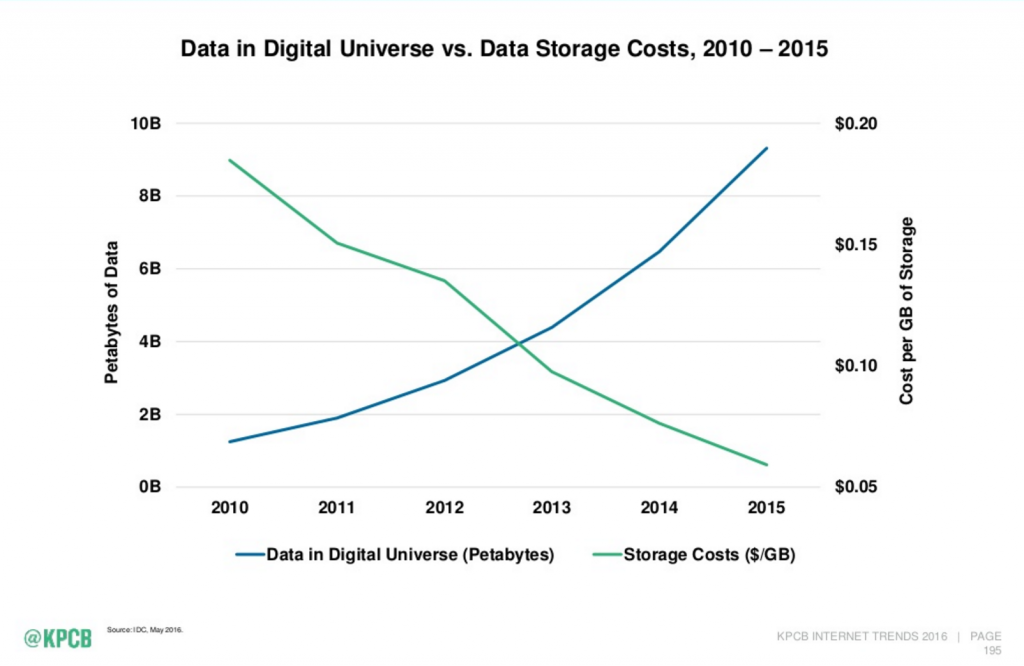 Data in Digital Universe vs. Data Storage Costs, 2010 – 2015
10B
8B
6B
4B
2B
0B
Petabytes of Data
$0.20
$0.15
$0.10
$0.05
Cost per GB of Storage
2010 2011 2012 2013 2014 2015
Data in Digital Universe (Petabytes) Storage Costs ($/GB)
@KPCB
Source: IDC, May 2016.
KPCB INTERNET TRENDS 2016 | PAGE
195